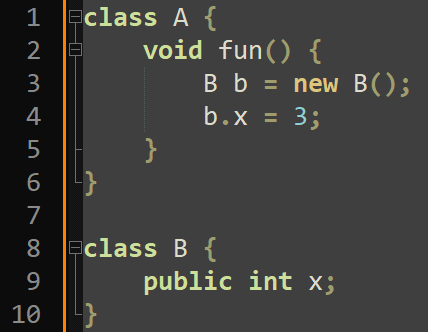 1 class A {
2     void fun() {
3         B b = new B();
4         b.x = 3;
5     }
6 }
7
8 class B {
9     public int x;
10 }